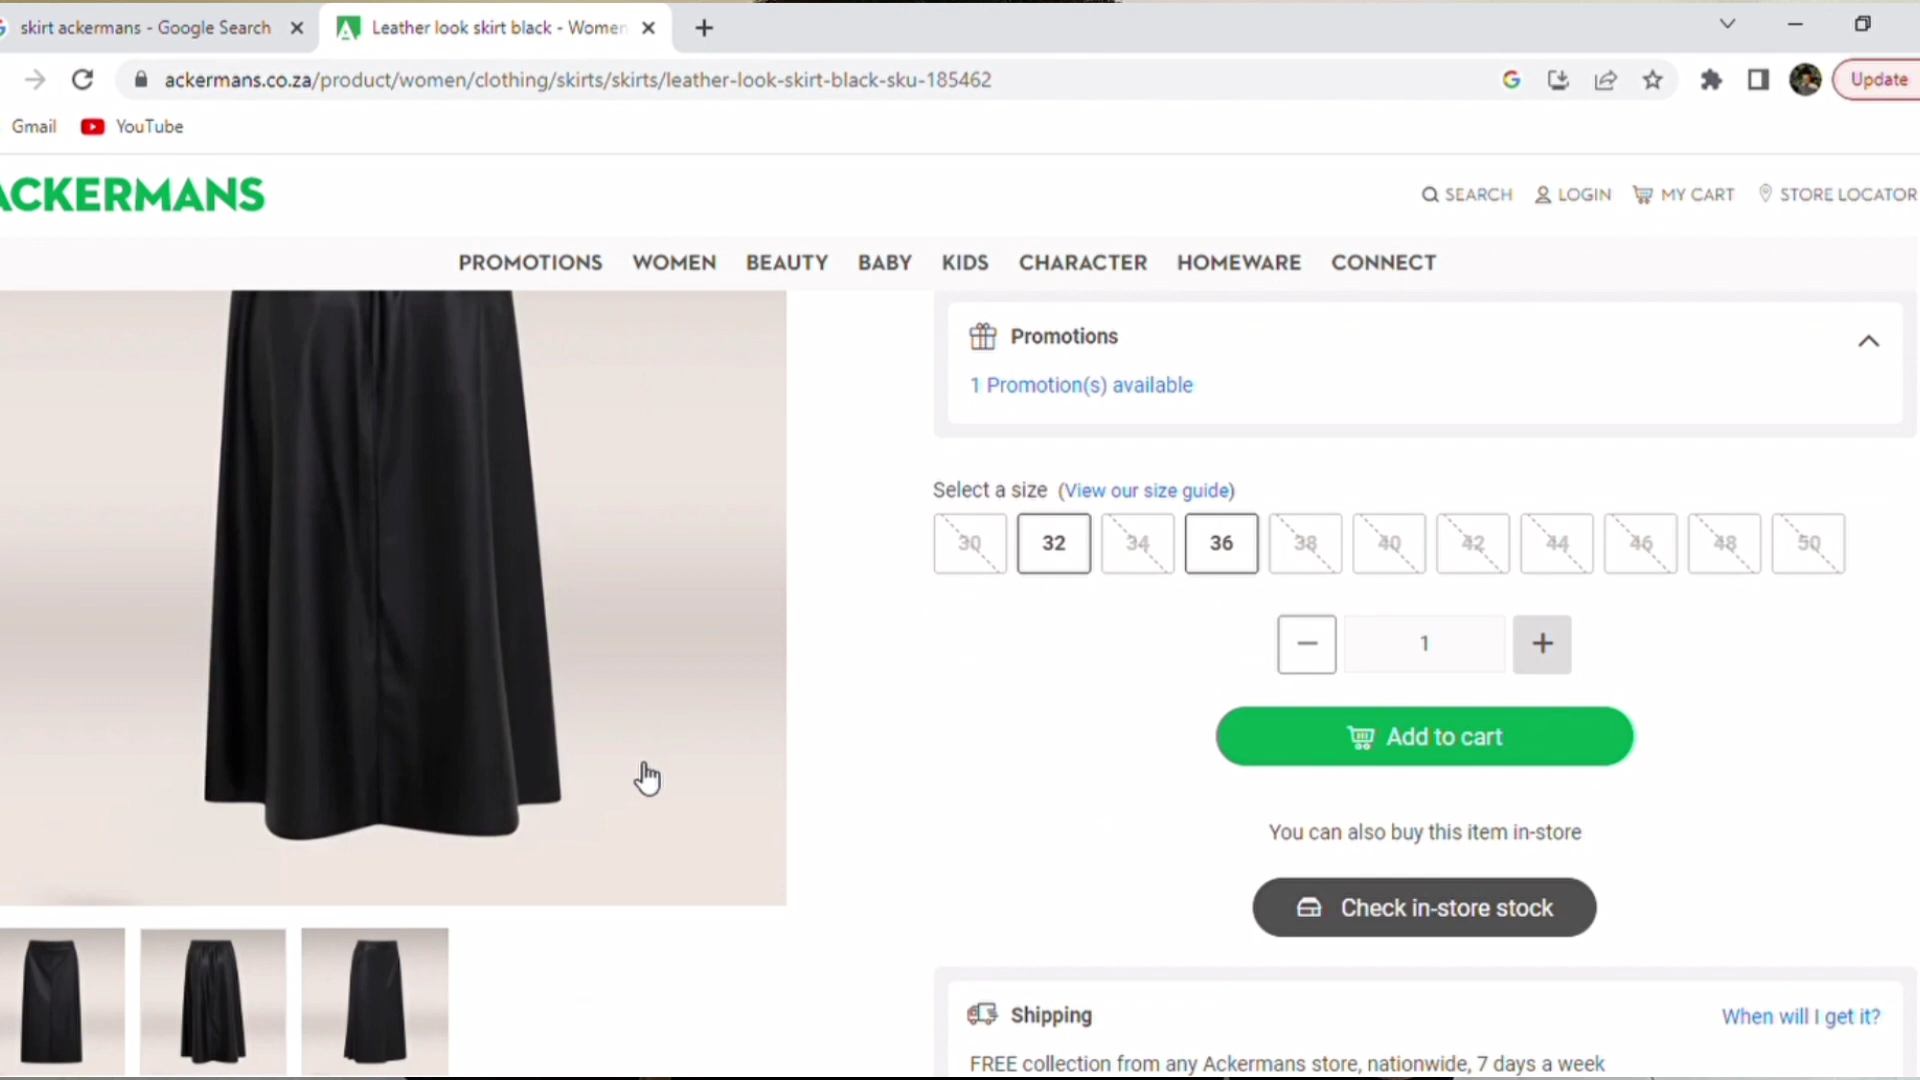 skirt ackermans - Google Search
Leather look skirt black - Women
ackermans.co.za/product/women/clothing/skirts/skirts/leather-look-skirt-black-sku-185462
Update
Gmail
YouTube
ACKERMANS
SEARCH
LOGIN
MY CART
STORE LOCATOR
PROMOTIONS
WOMEN
BEAUTY
BABY
KIDS
CHARACTER
HOMEWARE
CONNECT
Promotions
1 Promotion(s) available
Select a size (View our size guide)
30
32
34
36
38
40
42
44
46
48
50
1
Add to cart
You can also buy this item in-store
Check in-store stock
Shipping
When will I get it?
FREE collection from any Ackermans store, nationwide, 7 days a week